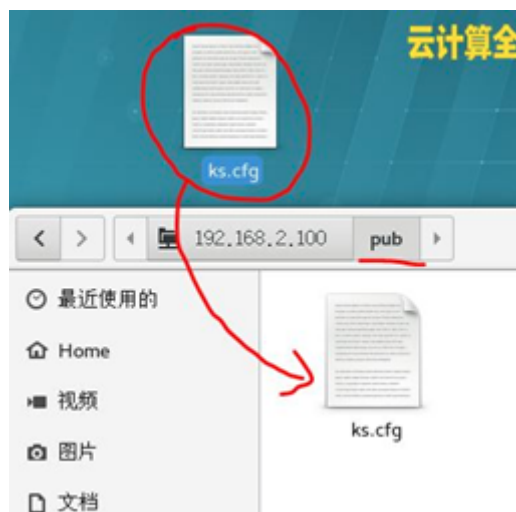 云计算全
ks.cfg
192.168.2.100 pub
最近使用的
Home
ks.cfg
视频
图片
文档